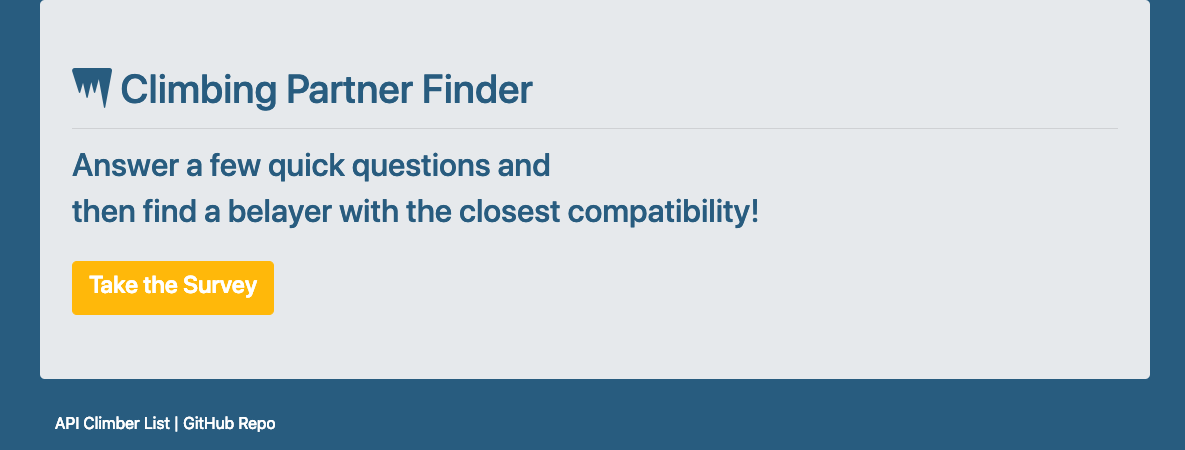 Climbing Partner Finder
Answer a few quick questions and
then find a belayer with the closest compatibility!
Take the Survey
API Climber List | GitHub Repo